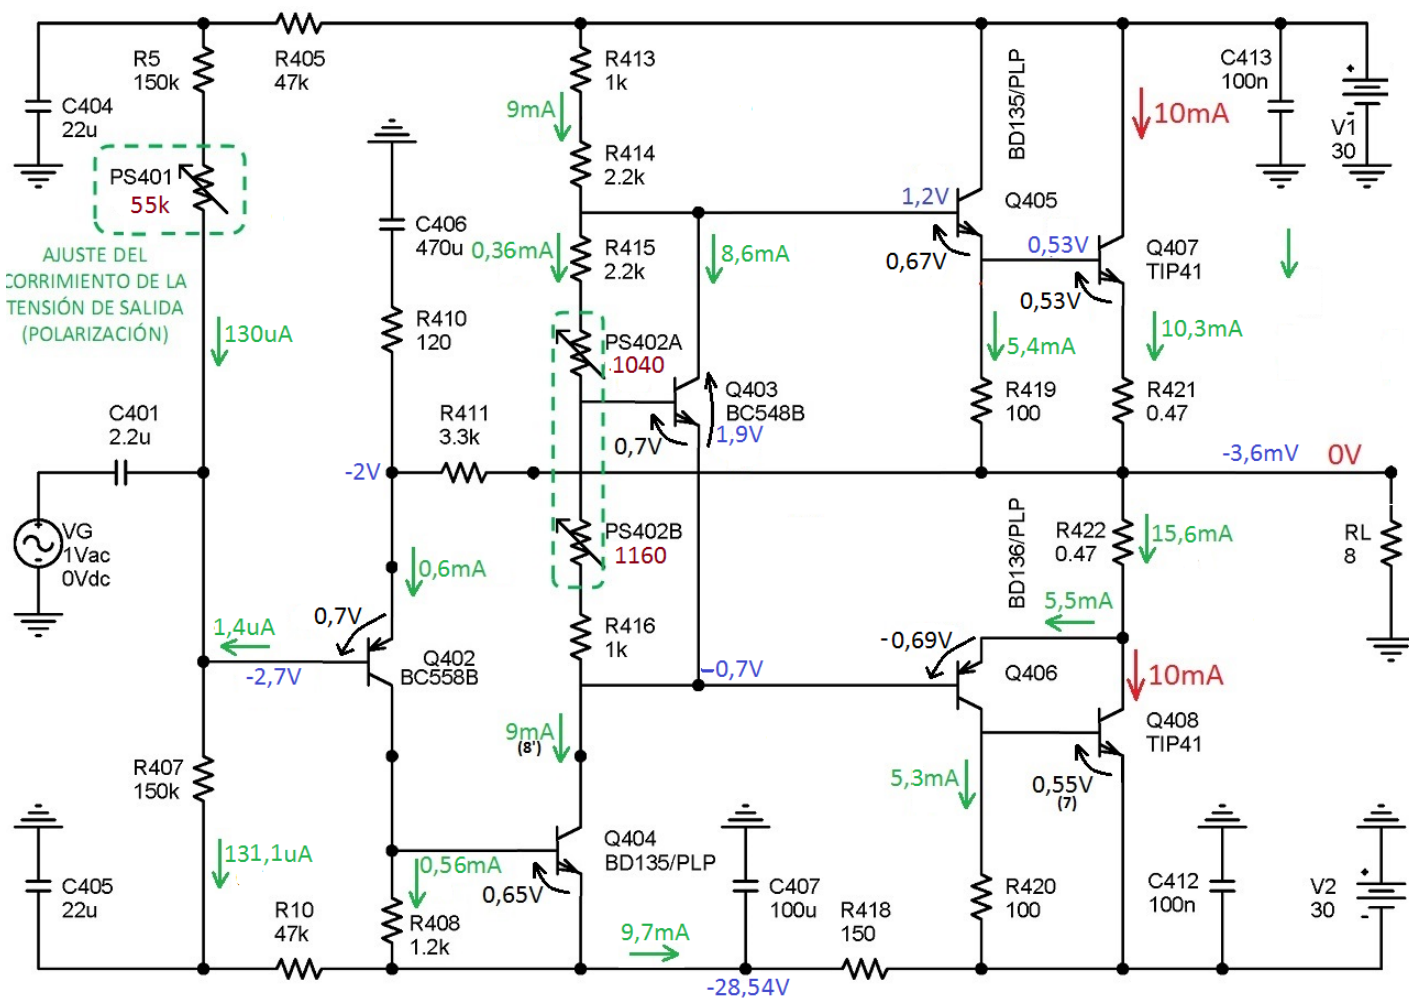 R5
150k
R405
47k
R413
1k
BD135/PLP
C413
100n
V1
30
+
-
C404
22u
9mA
10mA
R414
2.2k
PS401
55k
1,2V
Q405
C406
470u
0,36mA
R415
2.2k
8,6mA
0,67V
0,53V
Q407
TIP41
AJUSTE DEL
CORRIMIENTO DE LA
TENSIÓN DE SALIDA
(POLARIZACIÓN)
0,53V
130uA
R410
120
PS402A
1040
5,4mA
10,3mA
Q403
BC548B
R419
100
R421
0.47
C401
2.2u
R411
3.3k
0,7V
1,9V
-2V
-3,6mV
0V
VG
1Vac
0Vdc
+
PS402B
1160
BD136/PLP
R422
0.47
15,6mA
RL
8
0,6mA
5,5mA
0,7V
R416
1k
1,4uA
-0,69V
-2,7V
Q402
BC558B
-0,7V
Q406
10mA
9mA
(8')
Q408
TIP41
R407
150k
5,3mA
0,55V
(7)
131,1uA
0,56mA
Q404
BD135/PLP
0,65V
C405
22u
C407
100u
R420
100
C412
100n
V2
30
+
-
R10
47k
R408
1.2k
9,7mA
R418
150
-28,54V